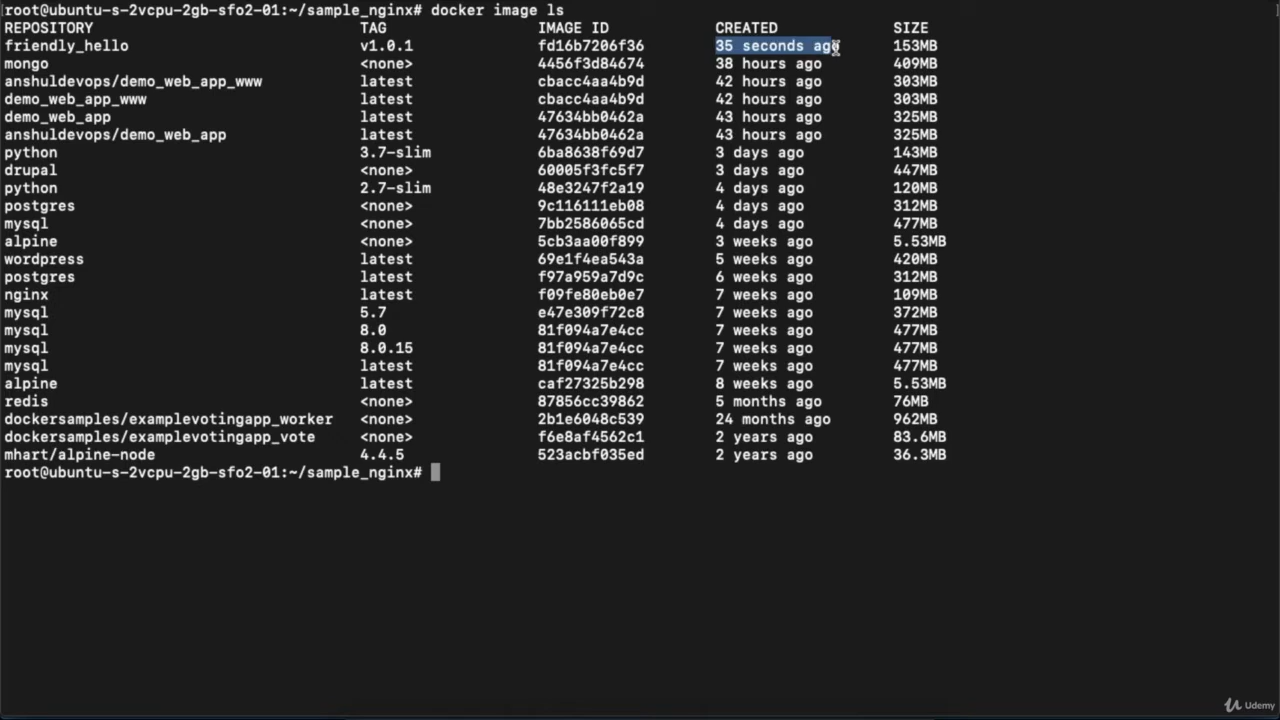 root@ubuntu-s-2vcpu-2gb-sfo2-01:~/sample_nginx# docker image ls
REPOSITORY TAG IMAGE ID CREATED SIZE
friendly_hello v1.0.1 fd16b7206f36 35 seconds ago 153MB
mongo <none> 4456f3d84674 38 hours ago 409MB
anshuldevops/demo_web_app_www latest cbacc4aa4b9d 42 hours ago 303MB
demo_web_app_www latest cbacc4aa4b9d 42 hours ago 303MB
demo_web_app latest 47634bb0462a 43 hours ago 325MB
anshuldevops/demo_web_app latest 47634bb0462a 43 hours ago 325MB
python 3.7-slim 6ba8638f69d7 3 days ago 143MB
drupal <none> 60005f3fc5f7 3 days ago 447MB
python 2.7-slim 48e3247f2a19 4 days ago 120MB
postgres <none> 9c116111eb08 4 days ago 312MB
mysql <none> 7bb2586065cd 4 days ago 477MB
alpine <none> 5cb3aa00f899 3 weeks ago 5.53MB
wordpress latest 69e1f4ea543a 5 weeks ago 420MB
postgres latest f97a959a7d9c 6 weeks ago 312MB
nginx latest f09fe80eb0e7 7 weeks ago 109MB
mysql 5.7 e47e309f72c8 7 weeks ago 372MB
mysql 8.0 81f094a7e4cc 7 weeks ago 477MB
mysql 8.0.15 81f094a7e4cc 7 weeks ago 477MB
mysql latest 81f094a7e4cc 7 weeks ago 477MB
alpine latest caf27325b298 8 weeks ago 5.53MB
redis <none> 87856cc39862 5 months ago 76MB
dockersamples/examplevotingapp_worker <none> 2b1e6048c539 24 months ago 962MB
dockersamples/examplevotingapp_vote <none> f6e8af4562c1 2 years ago 83.6MB
mhart/alpine-node 4.4.5 523acbf035ed 2 years ago 36.3MB
root@ubuntu-s-2vcpu-2gb-sfo2-01:~/sample_nginx#
Udemy